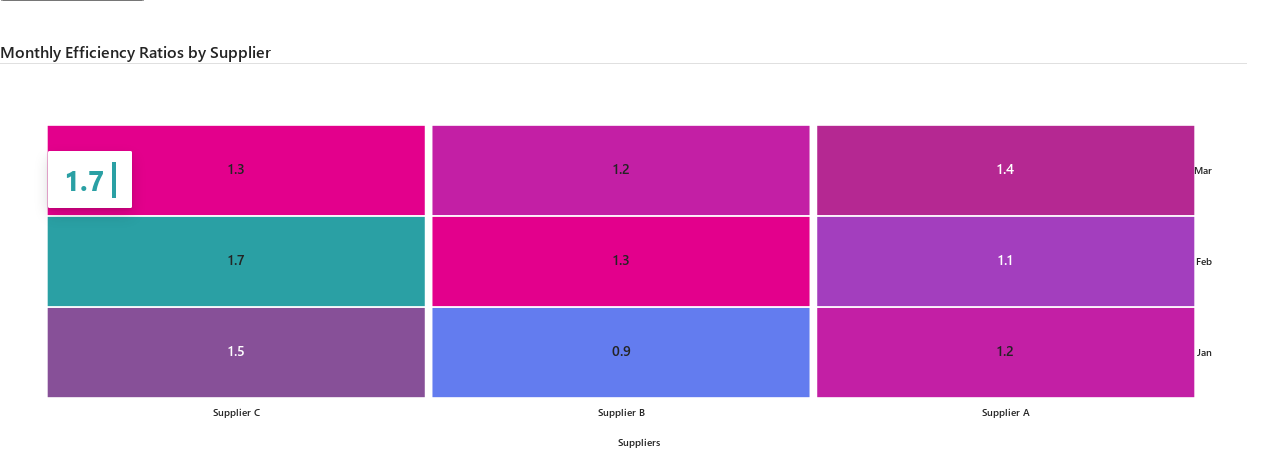 Monthly Efficiency Ratios by Supplier
1.3 1.2 1.4 Mar
1.7
1.7 1.3 1.1 Feb
1.5 0.9 1.2 Jan
Supplier C Supplier B Supplier A
Suppliers